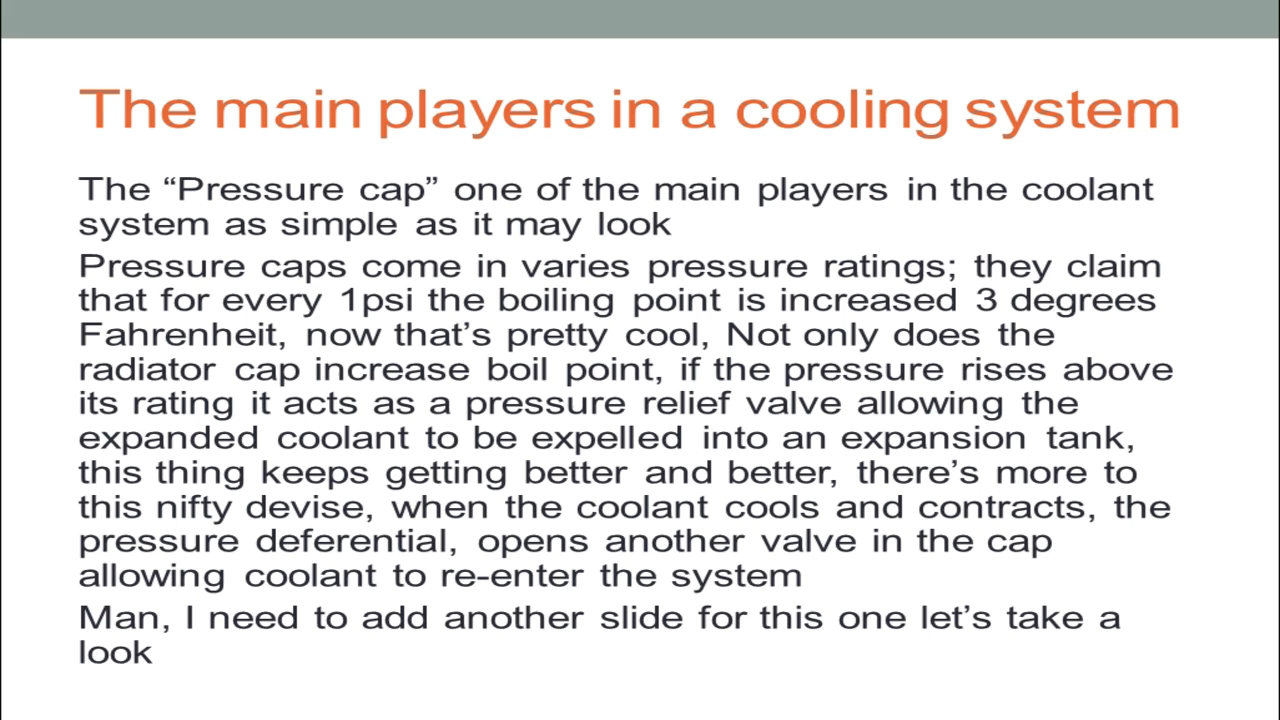 The main players in a cooling system
The “Pressure cap” one of the main players in the coolant
system as simple as it may look
Pressure caps come in varies pressure ratings; they claim
that for every 1psi the boiling point is increased 3 degrees
Fahrenheit, now that’s pretty cool, Not only does the
radiator cap increase boil point, if the pressure rises above
its rating it acts as a pressure relief valve allowing the
expanded coolant to be expelled into an expansion tank,
this thing keeps getting better and better, there’s more to
this nifty devise, when the coolant cools and contracts, the
pressure deferential, opens another valve in the cap
allowing coolant to re-enter the system
Man, I need to add another slide for this one let’s take a
look